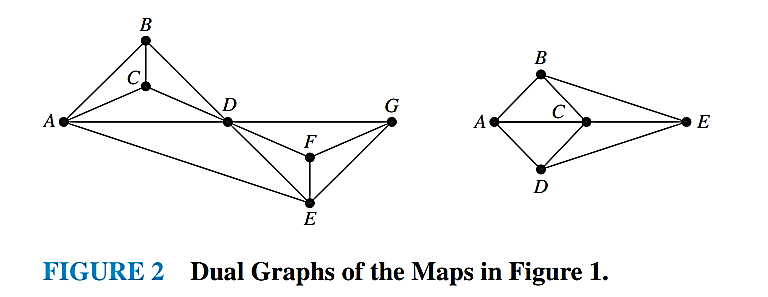 B
B
C
A
D
G
A
C
E
F
D
E
FIGURE 2 Dual Graphs of the Maps in Figure 1.